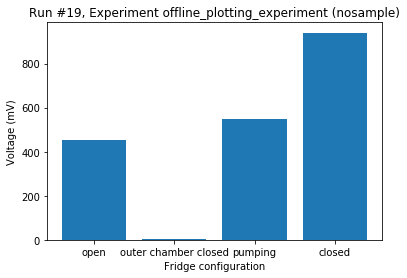 Run #19, Experiment offline_plotting_experiment (nosample)
Voltage (mV)
800
600
400
200
0
open
outer chamber closed
pumping
closed
Fridge configuration